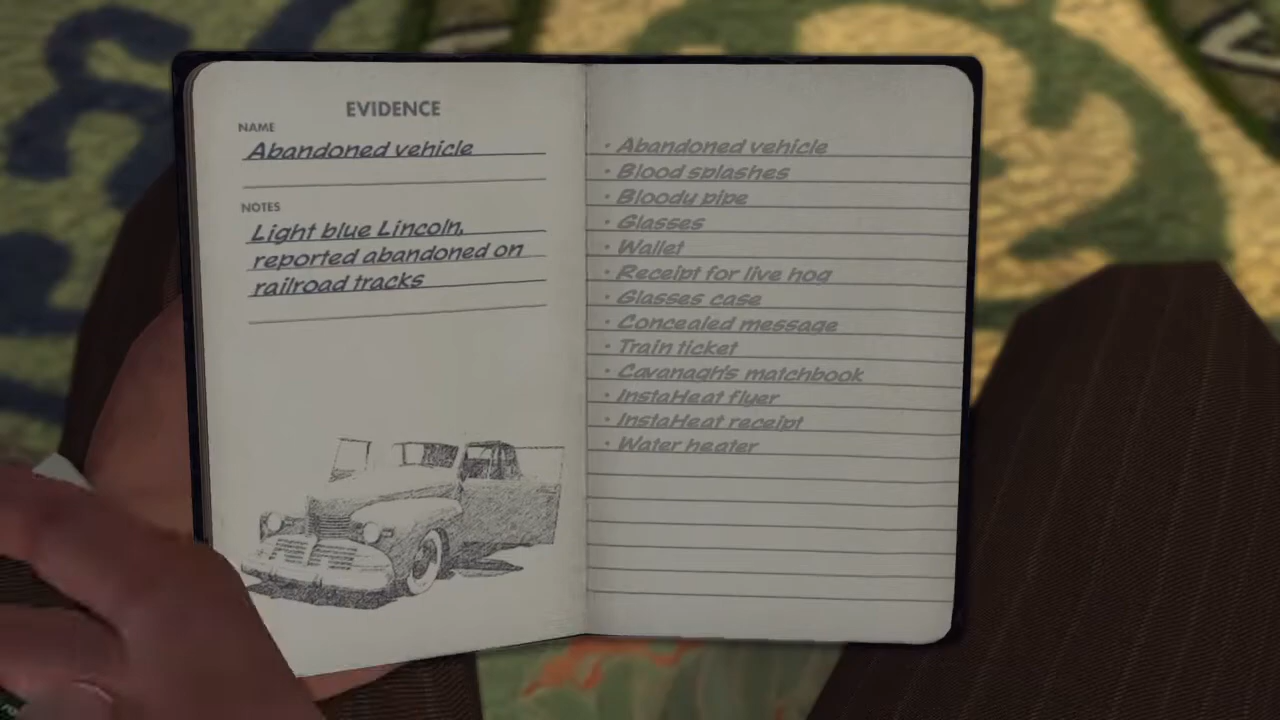 EVIDENCE
NAME
Abandoned vehicle
NOTES
Light blue Lincoln,
reported abandoned on
railroad tracks
· Abandoned vehicle
· Blood splashes
· Bloody pipe
· Glasses
· Wallet
· Receipt for live hog
· Glasses case
· Concealed message
· Train ticket
· Cavanagh's matchbook
· InstaHeat flyer
· InstaHeat receipt
· Water heater